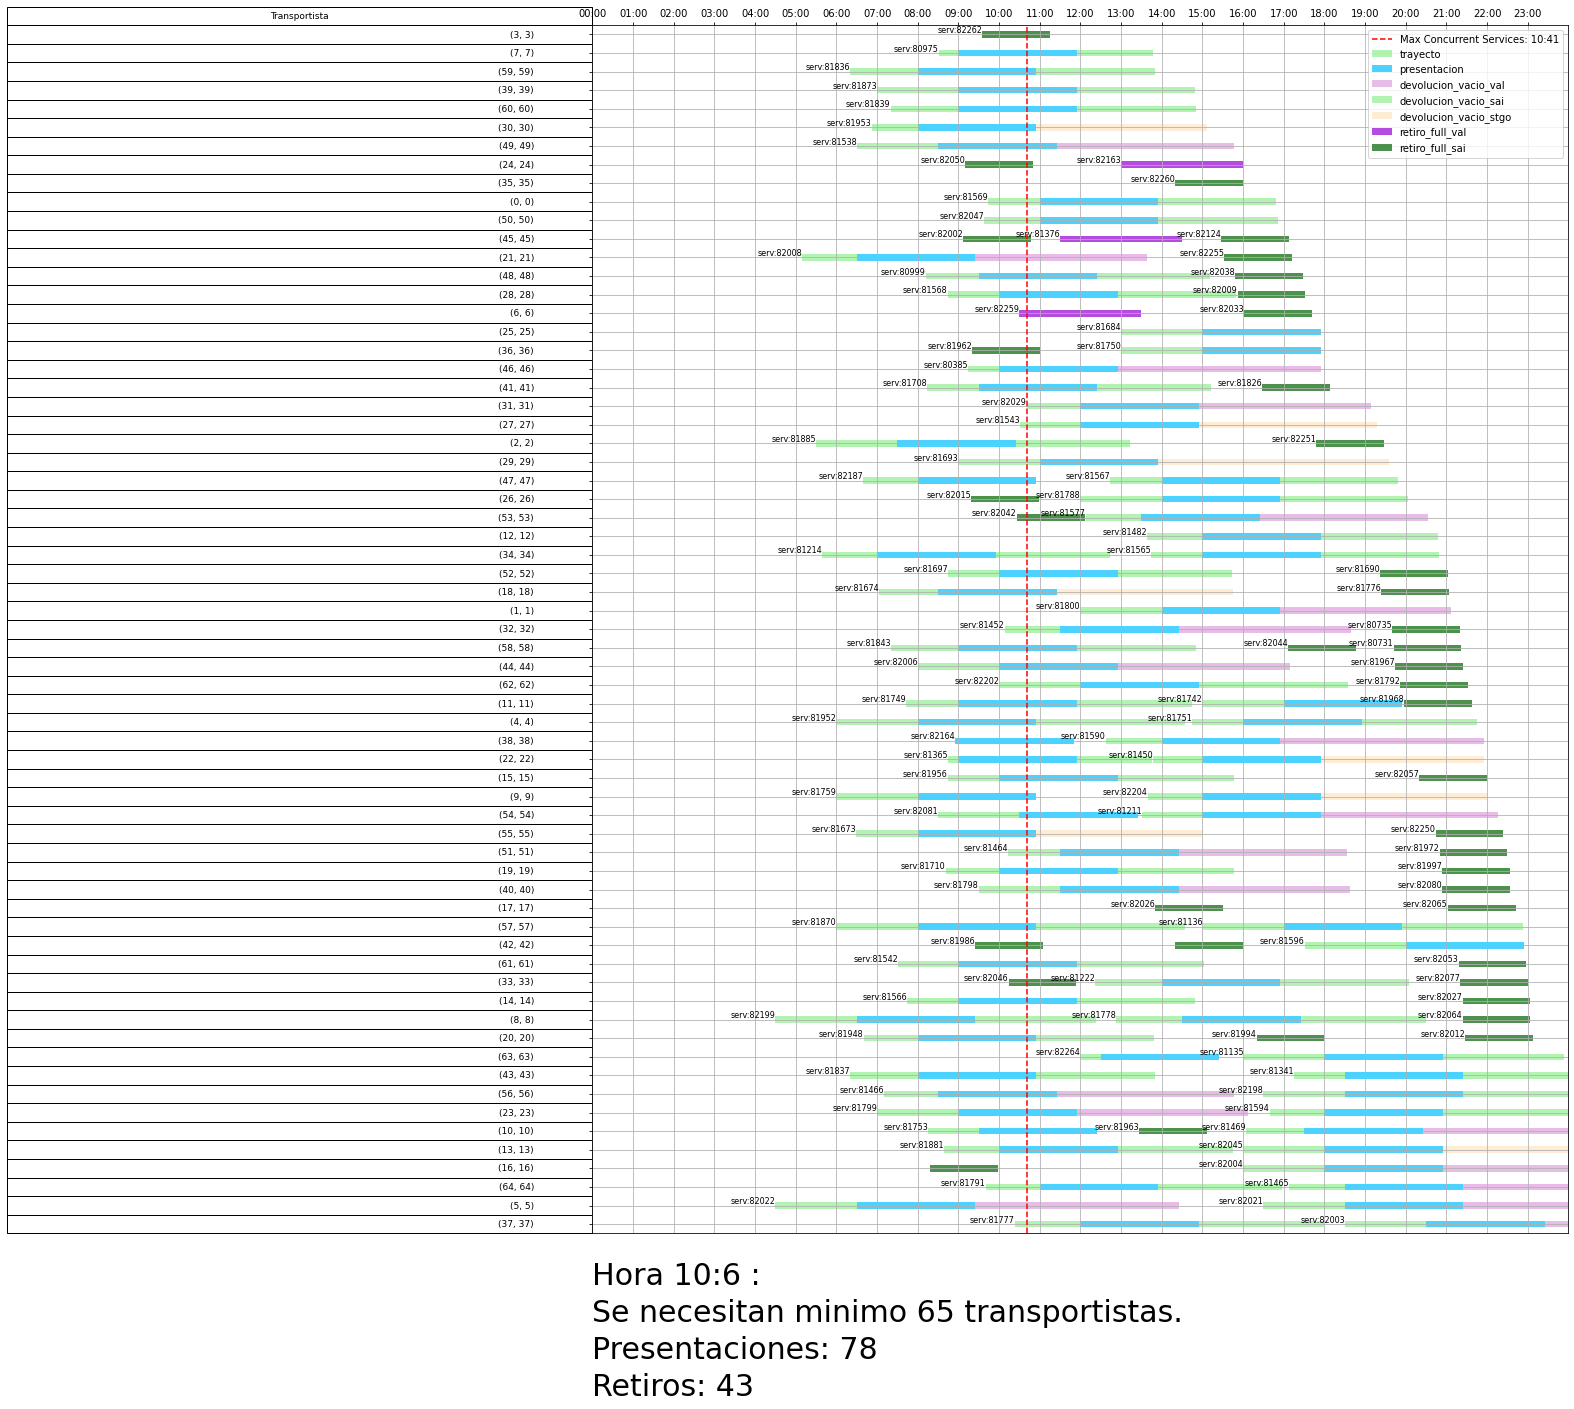 Transportista
00:00 01:00 02:00 03:00 04:00 05:00 06:00 07:00 08:00 09:00 10:00 11:00 12:00 13:00 14:00 15:00 16:00 17:00 18:00 19:00 20:00 21:00 22:00 23:00
Max Concurrent Services: 10:41
trayecto
presentacion
devolucion_vacio_val
devolucion_vacio_sai
devolucion_vacio_stgo
retiro_full_val
retiro_full_sai
(3, 3) serv:82262
(7, 7) serv:80975
(59, 59) serv:81836
(39, 39) serv:81873
(60, 60) serv:81839
(30, 30) serv:81953
(49, 49) serv:81538
(24, 24) serv:82050 serv:82163
(35, 35) serv:82260
(0, 0) serv:81569
(50, 50) serv:82047
(45, 45) serv:82002 serv:81376 serv:82124
(21, 21) serv:82008 serv:82255
(48, 48) serv:80999 serv:82038
(28, 28) serv:81568 serv:82009
(6, 6) serv:82259 serv:82033
(25, 25) serv:81684
(36, 36) serv:81962 serv:81750
(46, 46) serv:80385
(41, 41) serv:81708 serv:81826
(31, 31) serv:82029
(27, 27) serv:81543
(2, 2) serv:81885 serv:82251
(29, 29) serv:81693
(47, 47) serv:82187 serv:81567
(26, 26) serv:82015 serv:81788
(53, 53) serv:82042 serv:81577
(12, 12) serv:81482
(34, 34) serv:81214 serv:81565
(52, 52) serv:81697 serv:81690
(18, 18) serv:81674 serv:81776
(1, 1) serv:81800
(32, 32) serv:81452 serv:80735
(58, 58) serv:81843 serv:82044 serv:80731
(44, 44) serv:82006 serv:81967
(62, 62) serv:82202 serv:81792
(11, 11) serv:81749 serv:81742 serv:81968
(4, 4) serv:81952 serv:81751
(38, 38) serv:82164 serv:81590
(22, 22) serv:81365 serv:81450
(15, 15) serv:81956 serv:82057
(9, 9) serv:81759 serv:82204
(54, 54) serv:82081 serv:81211
(55, 55) serv:81673 serv:82250
(51, 51) serv:81464 serv:81972
(19, 19) serv:81710 serv:81997
(40, 40) serv:81798 serv:82080
(17, 17) serv:82026 serv:82065
(57, 57) serv:81870 serv:81136
(42, 42) serv:81986 serv:81596
(61, 61) serv:81542 serv:82053
(33, 33) serv:82046 serv:81222 serv:82077
(14, 14) serv:81566 serv:82027
(8, 8) serv:82199 serv:81778 serv:82064
(20, 20) serv:81948 serv:81994 serv:82012
(63, 63) serv:82264 serv:81135
(43, 43) serv:81837 serv:81341
(56, 56) serv:81466 serv:82198
(23, 23) serv:81799 serv:81594
(10, 10) serv:81753 serv:81963 serv:81469
(13, 13) serv:81881 serv:82045
(16, 16) serv:82004
(64, 64) serv:81791 serv:81465
(5, 5) serv:82022 serv:82021
(37, 37) serv:81777 serv:82003
Hora 10:6 :
Se necesitan minimo 65 transportistas.
Presentaciones: 78
Retiros: 43